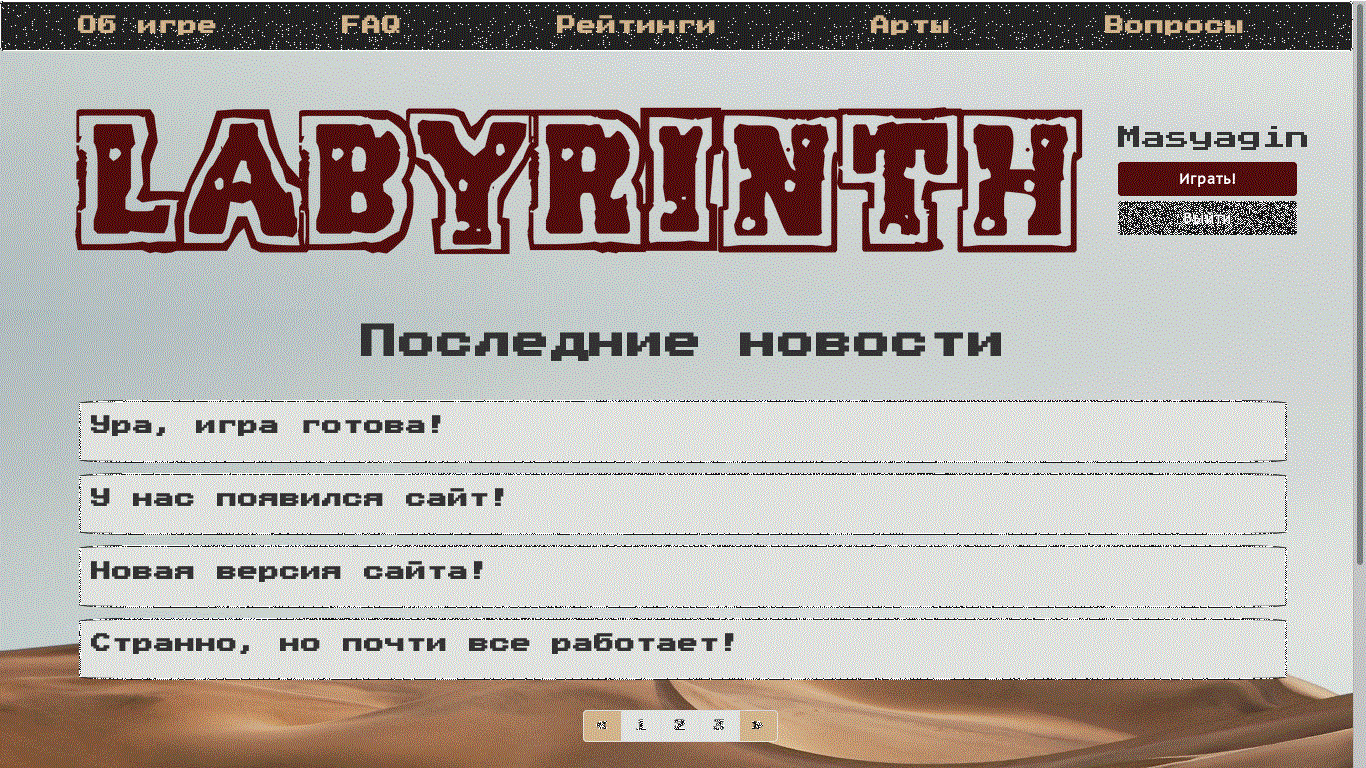 Об игре FAQ Рейтинги Арты Вопросы
LABYRINTH
Masyagin
Играть!
Выйти
Последние новости
Ура, игра готова!
У нас появился сайт!
Новая версия сайта!
Странно, но почти все работает!
« 1 2 3 »